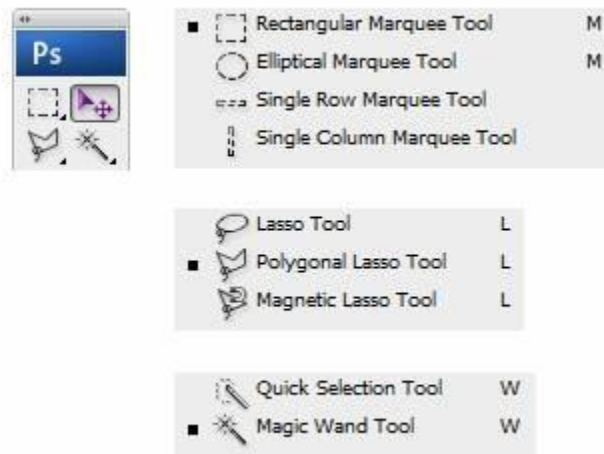 Ps
Rectangular Marquee Tool M
Elliptical Marquee Tool M
Single Row Marquee Tool
Single Column Marquee Tool
Lasso Tool L
Polygonal Lasso Tool L
Magnetic Lasso Tool L
Quick Selection Tool W
Magic Wand Tool W